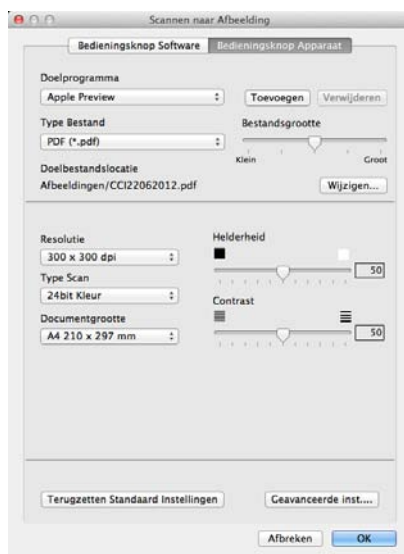 Scannen naar Afbeelding
Bedieningsknop Software Bedieningsknop Apparaat
Doelprogramma
Apple Preview Toevoegen Verwijderen
Type Bestand Bestandsgrootte
PDF (*.pdf)
Klein Groot
Doelbestandslocatie
Afbeeldingen/CCI22062012.pdf Wijzigen...
Resolutie Helderheid
300 x 300 dpi 50
Type Scan
24bit Kleur Contrast
Documentgrootte
A4 210 x 297 mm 50
Terugzetten Standaard Instellingen Geavanceerde inst....
Afbreken OK